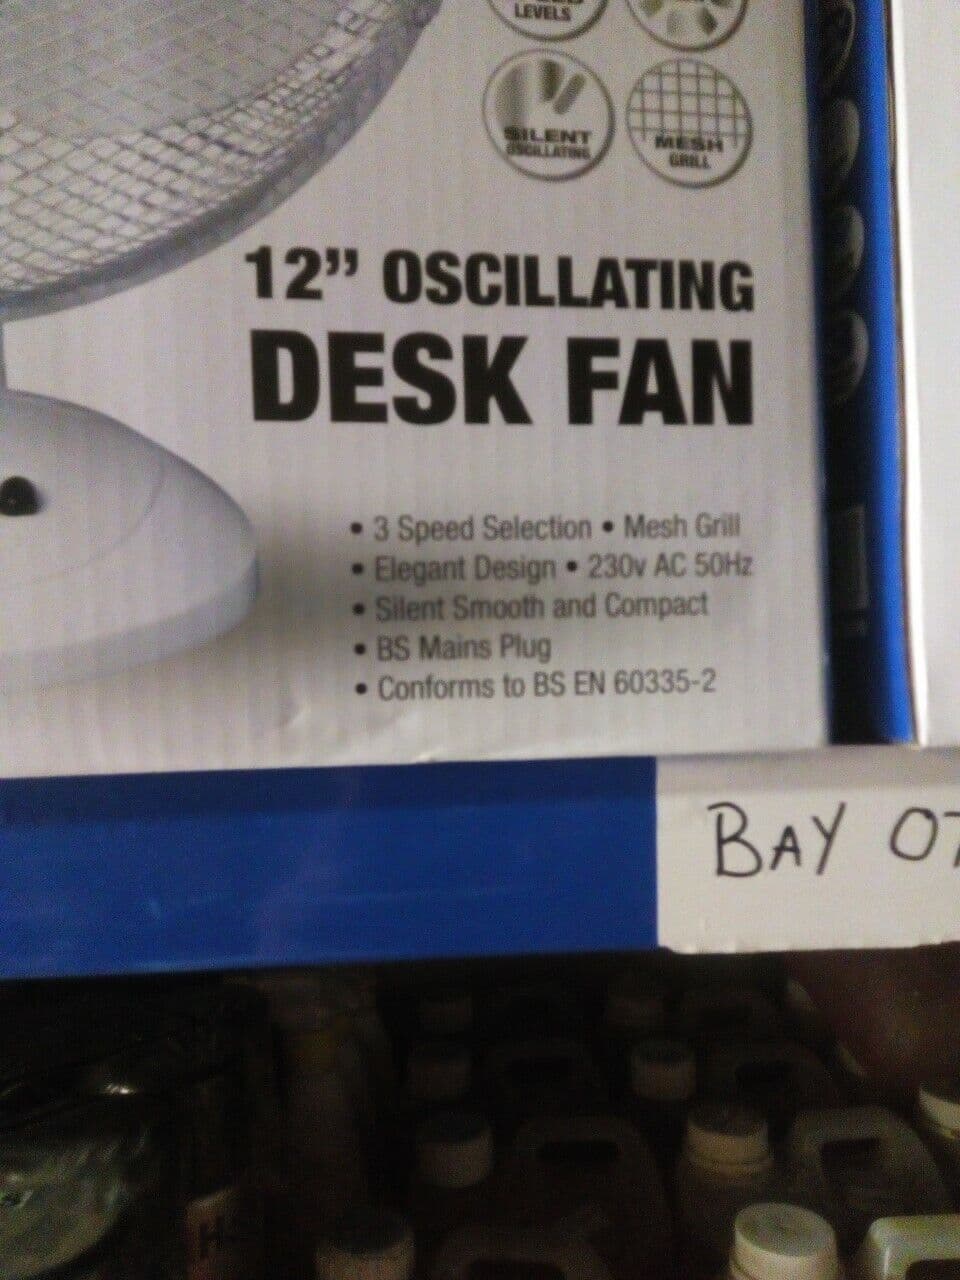 LEVELS
SILENT
OSCILLATING
MESH
GRILL
12” OSCILLATING
DESK FAN
• 3 Speed Selection • Mesh Grill
• Elegant Design • 230v AC 50Hz
• Silent Smooth and Compact
• BS Mains Plug
• Conforms to BS EN 60335-2
BAY 07